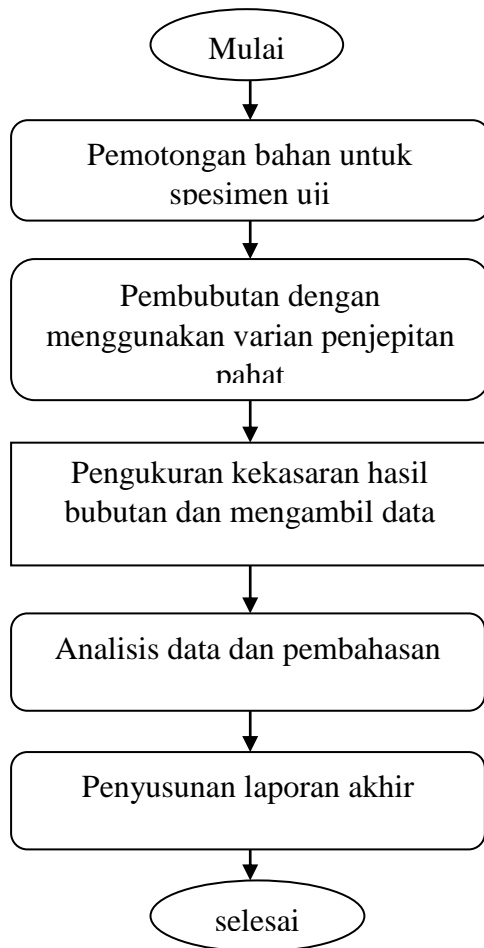 Mulai
Pemotongan bahan untuk
spesimen uji
Pembubutan dengan
menggunakan varian penjepitan
pahat
Pengukuran kekasaran hasil
bubutan dan mengambil data
Analisis data dan pembahasan
Penyusunan laporan akhir
selesai